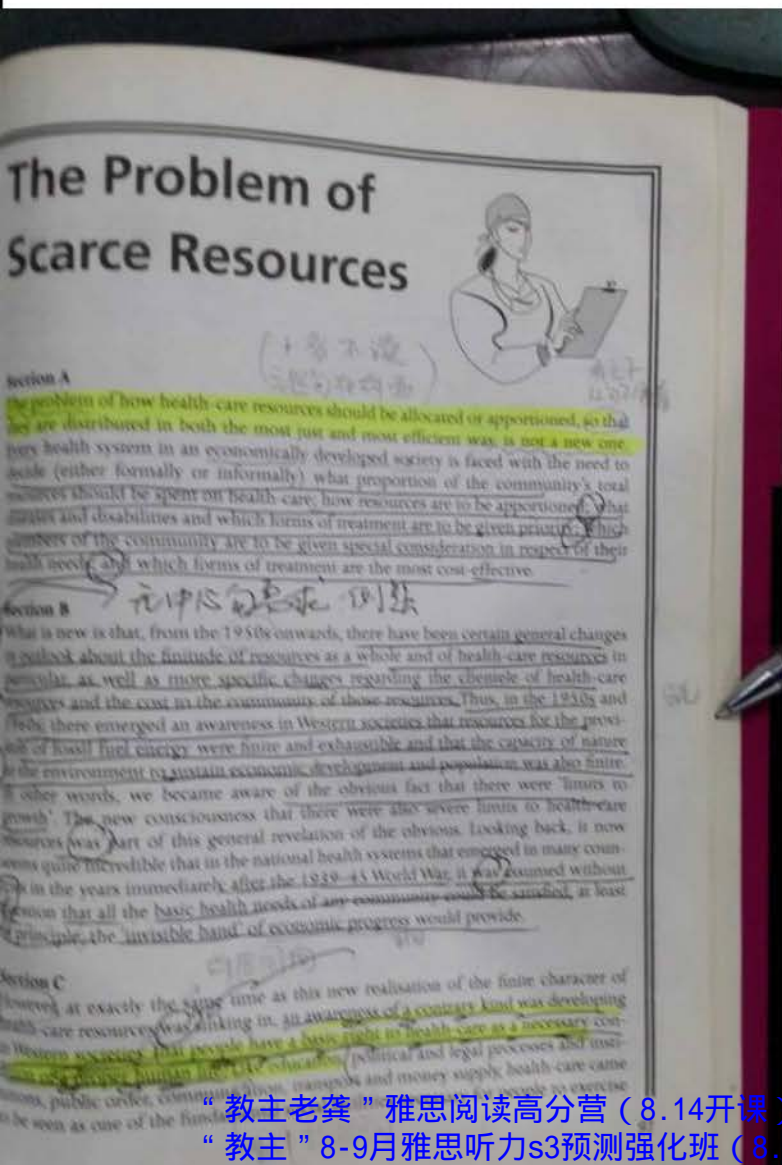 The Problem of
Scarce Resources
Section A
problem of how health-care resources should be allocated or apportioned, so that
are distributed in both the most just and most efficient way, is not a new one.
health system in an economically developed society is faced with the need to
(either formally or informally) what proportion of the community's total
resources should be spent on health-care; how resources are to be apportioned; what
diseases and disabilities and which forms of treatment are to be given priority; which
members of the community are to be given special consideration in respect of their
health needs; and which forms of treatment are the most cost-effective.
Section B
What is new is that, from the 1950s onwards, there have been certain general changes
outlook about the finitude of resources as a whole and of health-care resources in
particular, as well as more specific changes regarding the clientele of health-care
resources and the cost to the community of those resources. Thus, in the 1950s and
there emerged an awareness in Western societies that resources for the provi-
of fossil fuel energy were finite and exhaustible and that the capacity of nature
the environment to sustain economic development and population was also finite.
other words, we became aware of the obvious fact that there were 'limits to
growth'. The new consciousness that there were also severe limits to health-care
resources was part of this general revelation of the obvious. Looking back, it now
seems quite incredible that in the national health systems that emerged in many coun-
in the years immediately after the 1939-45 World War, it was assumed without
that all the basic health needs of any community could be satisfied, at least
principle; the 'invisible hand' of economic progress would provide.
Section C
However, at exactly the same time as this new realisation of the finite character of
health-care resources was sinking in, an awareness of a contrary kind was developing
Western societies: that people have a basic right to health-care as a necessary con-
of a proper human life. Like education, political and legal processes and insti-
public order, communication, transport and money supply, health-care came
to be seen as one of the
people to exercise
“教主老龚”雅思阅读高分营（8.14开课）
“教主”8-9月雅思听力s3预测强化班（8.